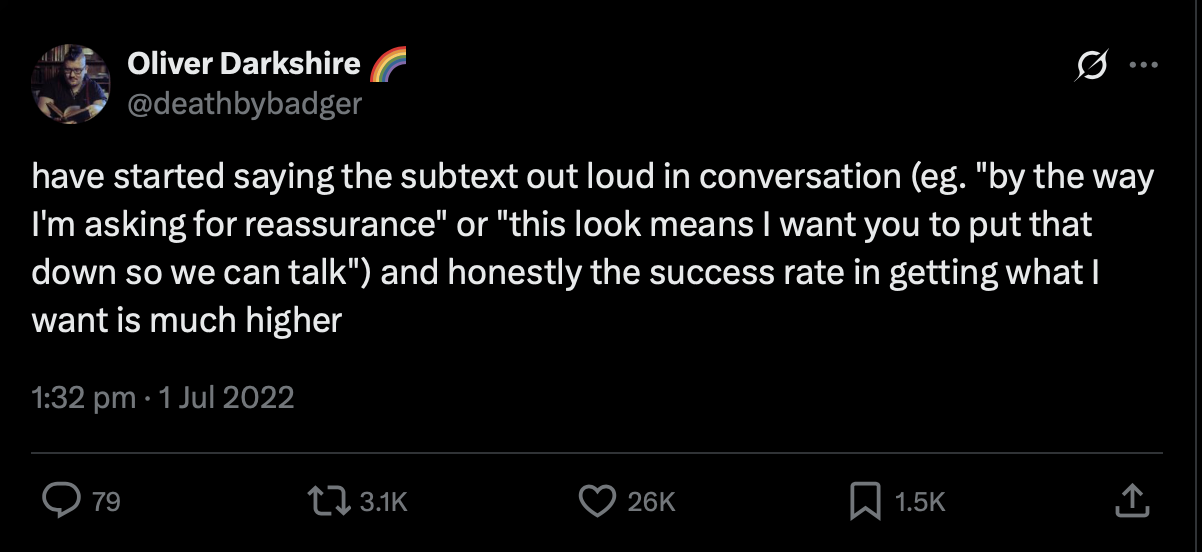 Oliver Darkshire 🌈
@deathbybadger
have started saying the subtext out loud in conversation (eg. "by the way
I'm asking for reassurance" or "this look means I want you to put that
down so we can talk") and honestly the success rate in getting what I
want is much higher
1:32 pm · 1 Jul 2022
79 3.1K 26K 1.5K